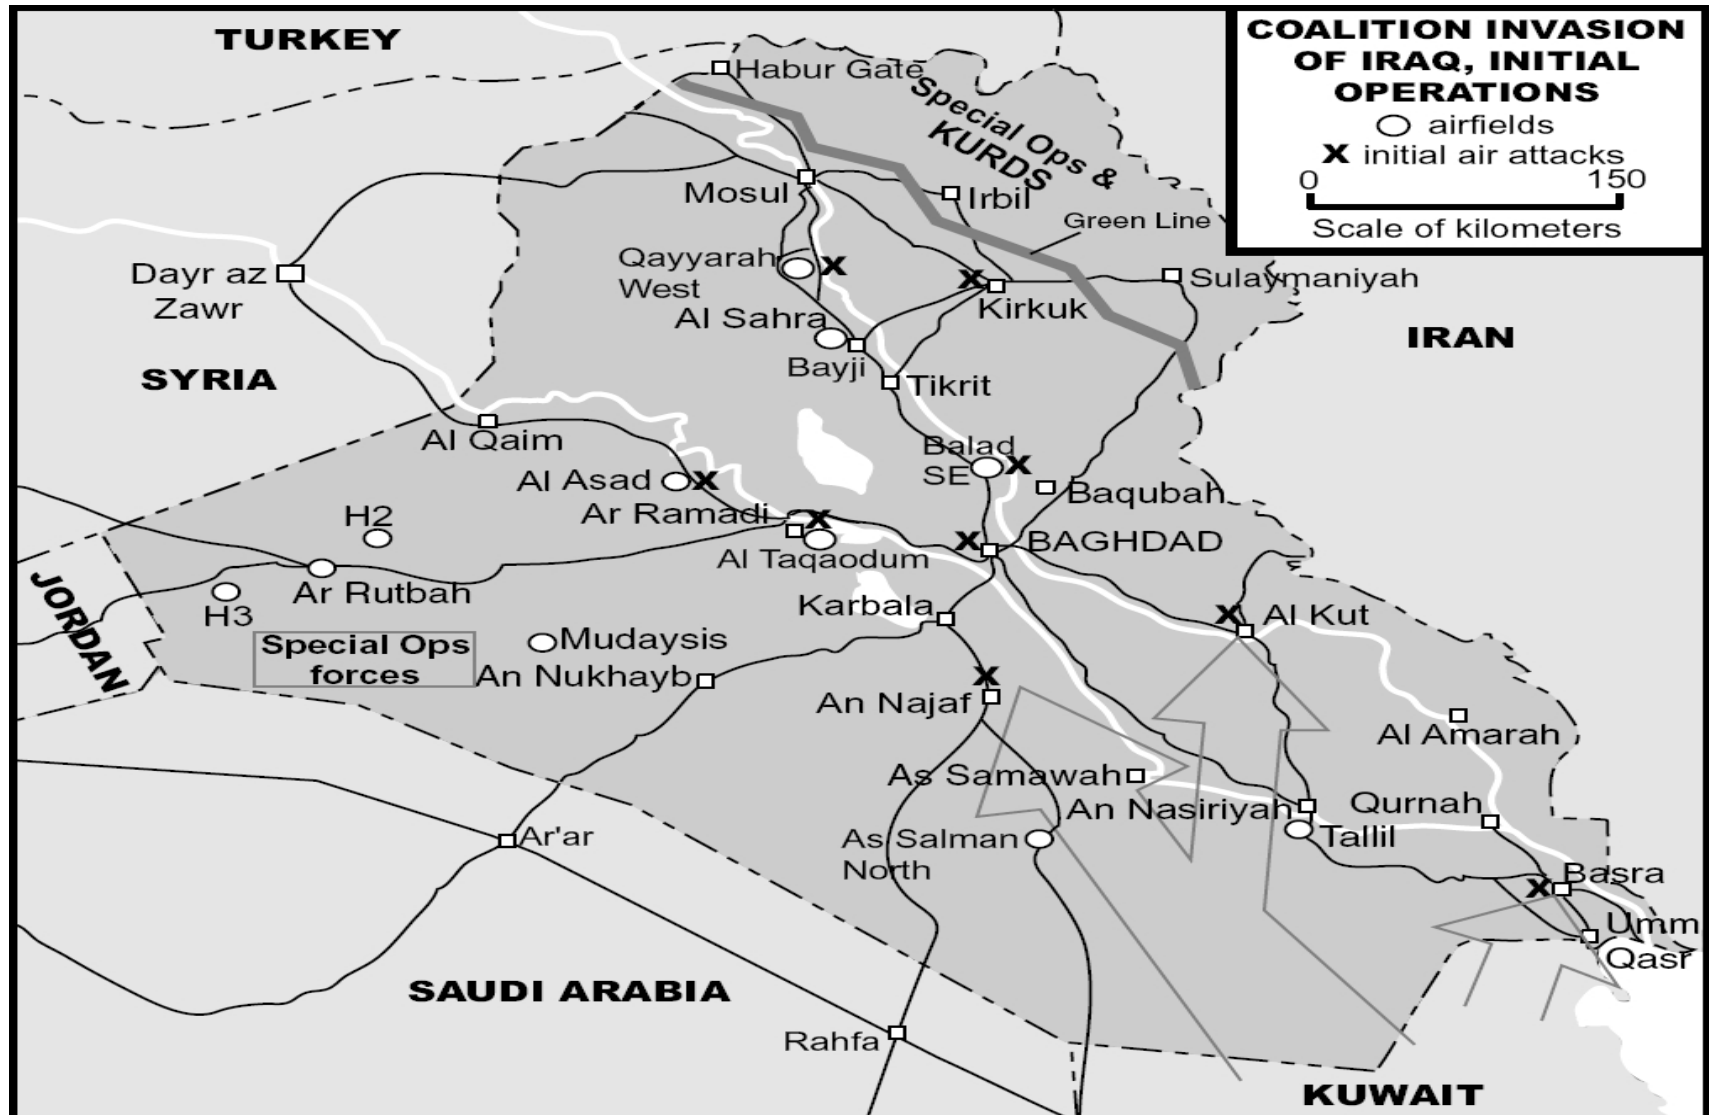 TURKEY
COALITION INVASION
OF IRAQ, INITIAL
OPERATIONS
airfields
X initial air attacks
0 150
Scale of kilometers
Habur Gate
Special Ops &
KURDS
Mosul
Irbil
Green Line
Qayyarah
West
Sulaymaniyah
Dayr az
Zawr
Kirkuk
Al Sahra
IRAN
Bayji
SYRIA
Tikrit
Al Qaim
Balad
SE
Al Asad
Baqubah
H2
Ar Ramadi
BAGHDAD
Al Taqaodum
JORDAN
Ar Rutbah
H3
Karbala
Al Kut
Special Ops
forces
Mudaysis
An Nukhayb
An Najaf
Al Amarah
As Samawah
An Nasiriyah
Qurnah
Ar'ar
As Salman
North
Tallil
Basra
Umm
Qasr
SAUDI ARABIA
Rahfa
KUWAIT